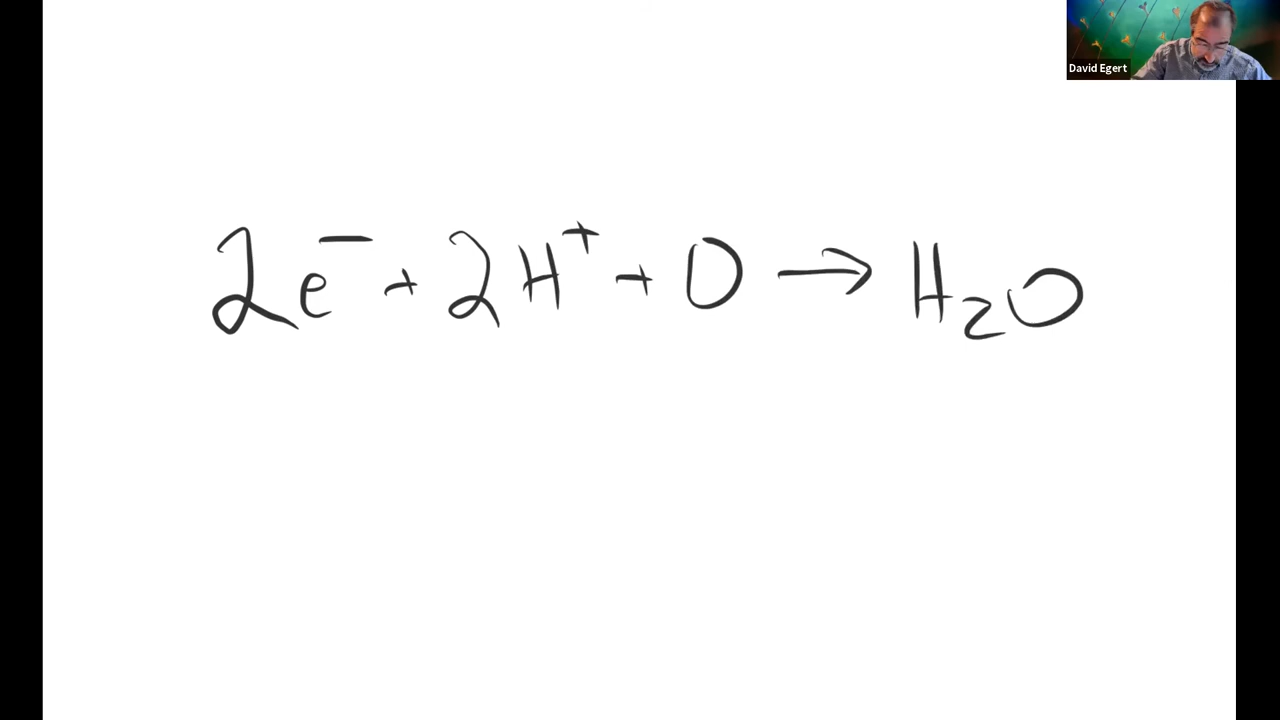 David Egert
2e⁻ + 2H⁺ + O → H₂O